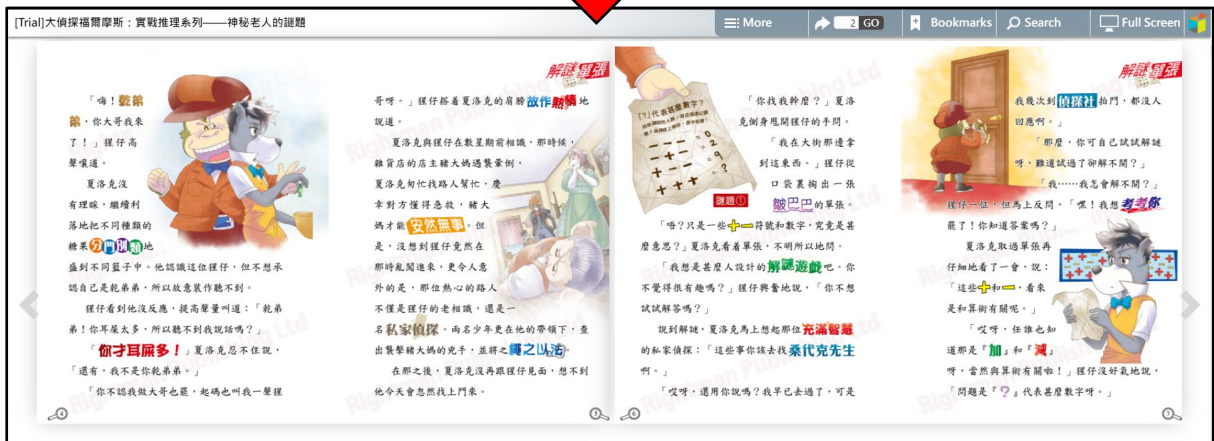 [Trial]大偵探福爾摩斯：實戰推理系列——神秘老人的謎題
More
2 GO
Bookmarks
Search
Full Screen
「嗨！乾弟
弟，你大哥我來
了！」猩仔高
聲嚷道。
夏洛克沒
有理睬，繼續利
落地把不同種類的
糖果分門別類地
盛到不同籃子中。他認識這位猩仔，但不想承
認自己是乾弟弟，所以故意裝作聽不到。
猩仔看到他沒反應，提高聲量叫道：「乾弟
弟！你耳屎太多，所以聽不到我說話嗎？」
「你才耳屎多！」夏洛克忍不住說，
「還有，我不是你乾弟弟。」
「你不認我做大哥也罷，起碼也叫我一聲猩
4
解謎單張
哥呀。」猩仔搭着夏洛克的肩膀故作熱情地
說道。
夏洛克與猩仔在數星期前相識，那時候，
雜貨店的店主豬大媽遇襲暈倒，
夏洛克匆忙找路人幫忙，慶
幸對方懂得急救，豬大
媽才能安然無事。但
是，沒想到猩仔竟然在
那時亂闖進來，更令人意
外的是，那位熱心的路人
不僅是猩仔的老相識，還是一
名私家偵探。兩名少年更在他的帶領下，查
出襲擊豬大媽的兇手，並將之繩之以法。
在那之後，夏洛克沒再跟猩仔見面，想不到
他今天會忽然找上門來。
5
「？」代表甚麼數字？
－－－＝0
－＋－＝2
＝＋＝＝9
＋＋＋＝？
謎題①
「你找我幹麼？」夏洛
克側身甩開猩仔的手問。
「我在大街那邊拿
到這東西。」猩仔從
口袋裏掏出一張
皺巴巴的單張。
「唔？只是一些＋－符號和數字，究竟是甚
麼意思？」夏洛克看着單張，不明所以地問。
「我想是甚麼人設計的解謎遊戲吧。你
不覺得很有趣嗎？」猩仔興奮地說，「你不想
試試解答嗎？」
說到解謎，夏洛克馬上想起那位充滿智慧
的私家偵探：「這些事你該去找桑代克先生
啊。」
「哎呀，還用你說嗎？我早已去過了，可是
6
解謎單張
我幾次到偵探社拍門，都沒人
回應啊。」
「那麼，你可自己試試解謎
呀，難道試過了卻解不開？」
「我……我怎會解不開？」
猩仔一怔，但馬上反問，「嘿！我想考考你
罷了！你知道答案嗎？」
夏洛克取過單張再
仔細地看了一會，說：
「這些＋和－，看來
是和算術有關呢。」
「哎呀，任誰也知
道那是『加』和『減』
呀，當然與算術有關啦！」猩仔沒好氣地說，
「問題是『？』代表甚麼數字呀。」
7